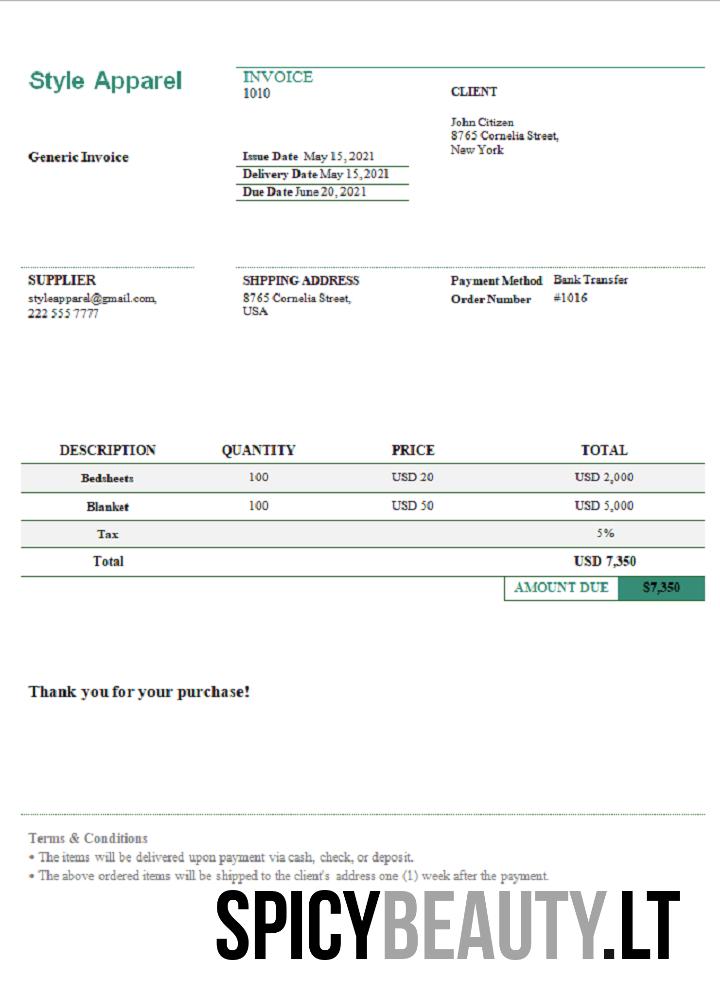 Style Apparel
INVOICE
1010
CLIENT
John Citizen
8765 Cornelia Street,
New York
Generic Invoice
Issue Date May 15, 2021
Delivery Date May 15, 2021
Due Date June 20, 2021
SUPPLIER
styleapparel@gmail.com,
222 555 7777
SHPPING ADDRESS
8765 Cornelia Street,
USA
Payment Method Bank Transfer
Order Number #1016
DESCRIPTION QUANTITY PRICE TOTAL
Bedsheets 100 USD 20 USD 2,000
Blanket 100 USD 50 USD 5,000
Tax 5%
Total USD 7,350
AMOUNT DUE $7,350
Thank you for your purchase!
Terms & Conditions
• The items will be delivered upon payment via cash, check, or deposit.
• The above ordered items will be shipped to the client's address one (1) week after the payment.
SPICYBEAUTY.LT